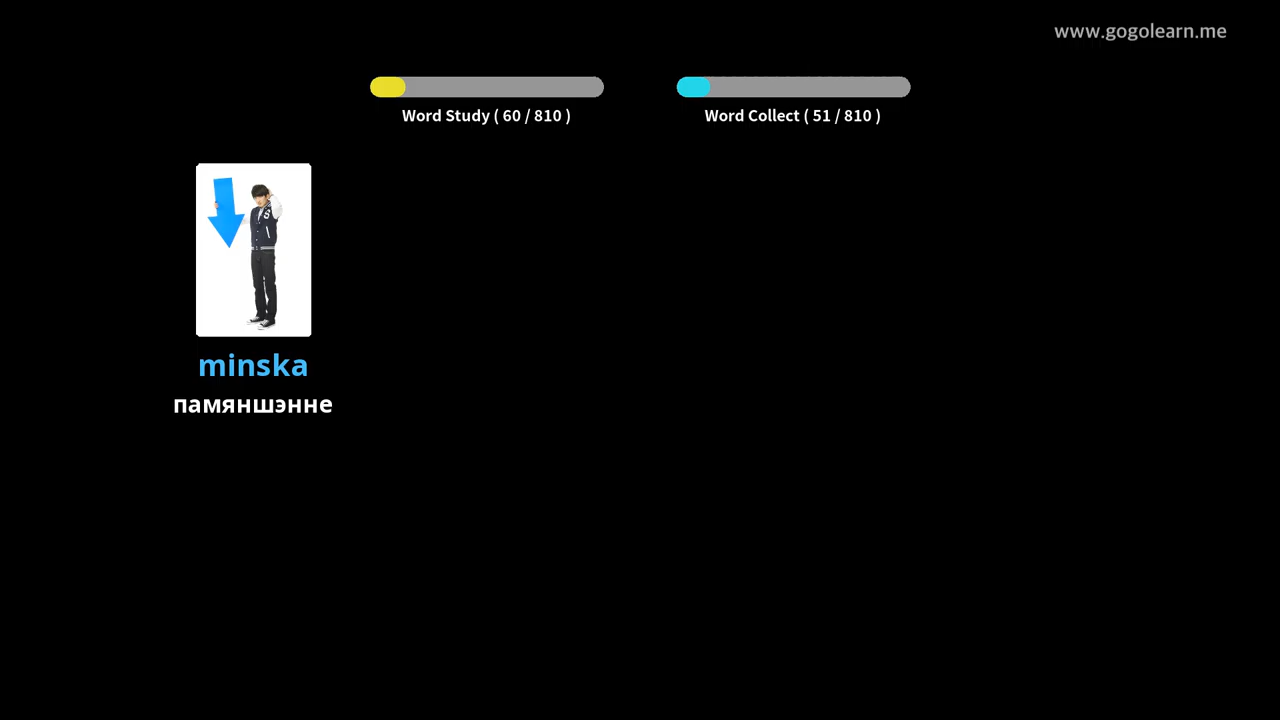 www.gogolearn.me
Word Study ( 60 / 810 )
Word Collect ( 51 / 810 )
S
minska
памяншэнне